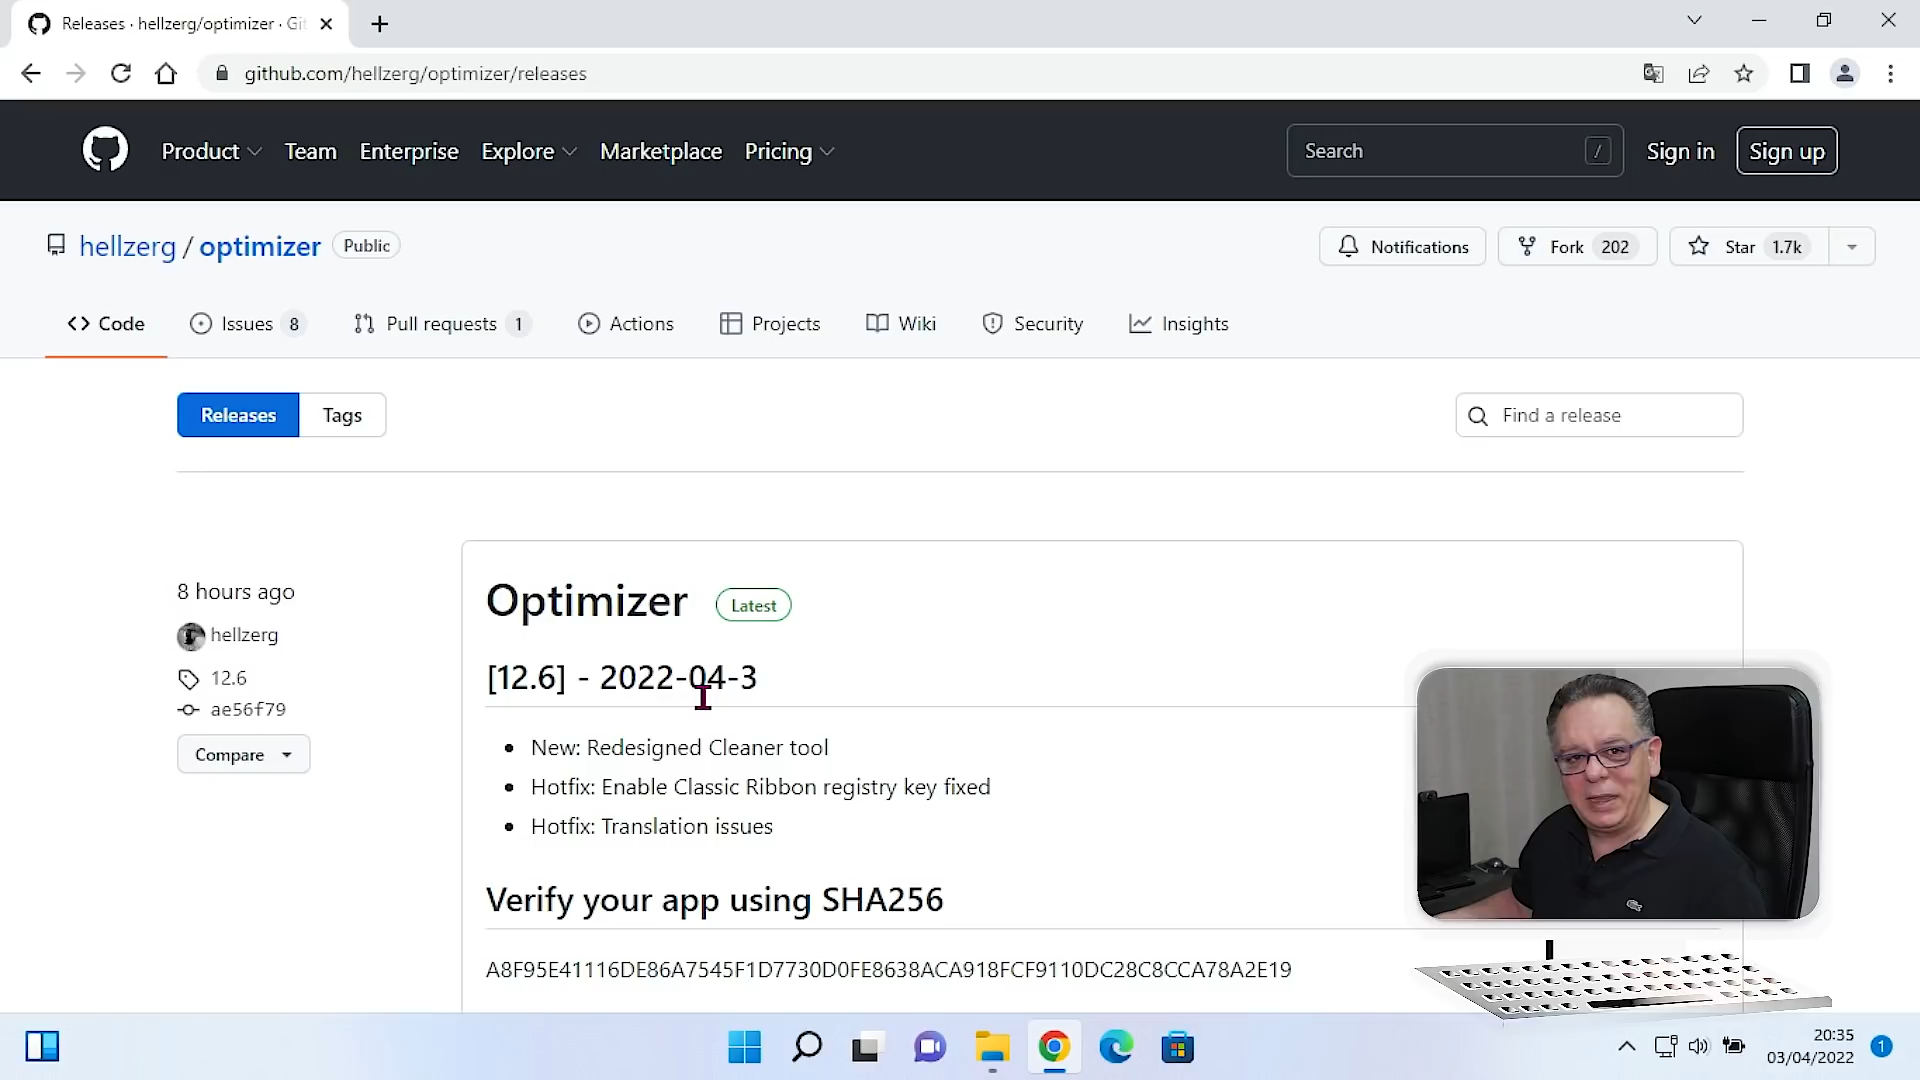 Releases · hellzerg/optimizer · Git
github.com/hellzerg/optimizer/releases
Product Team Enterprise Explore Marketplace Pricing Search / Sign in Sign up
hellzerg / optimizer Public Notifications Fork 202 Star 1.7k
Code Issues 8 Pull requests 1 Actions Projects Wiki Security Insights
Releases Tags Find a release
8 hours ago
hellzerg
12.6
ae56f79
Compare
Optimizer Latest
[12.6] - 2022-04-3
New: Redesigned Cleaner tool
Hotfix: Enable Classic Ribbon registry key fixed
Hotfix: Translation issues
Verify your app using SHA256
A8F95E41116DE86A7545F1D7730D0FE8638ACA918FCF9110DC28C8CCA78A2E19
20:35
03/04/2022
1